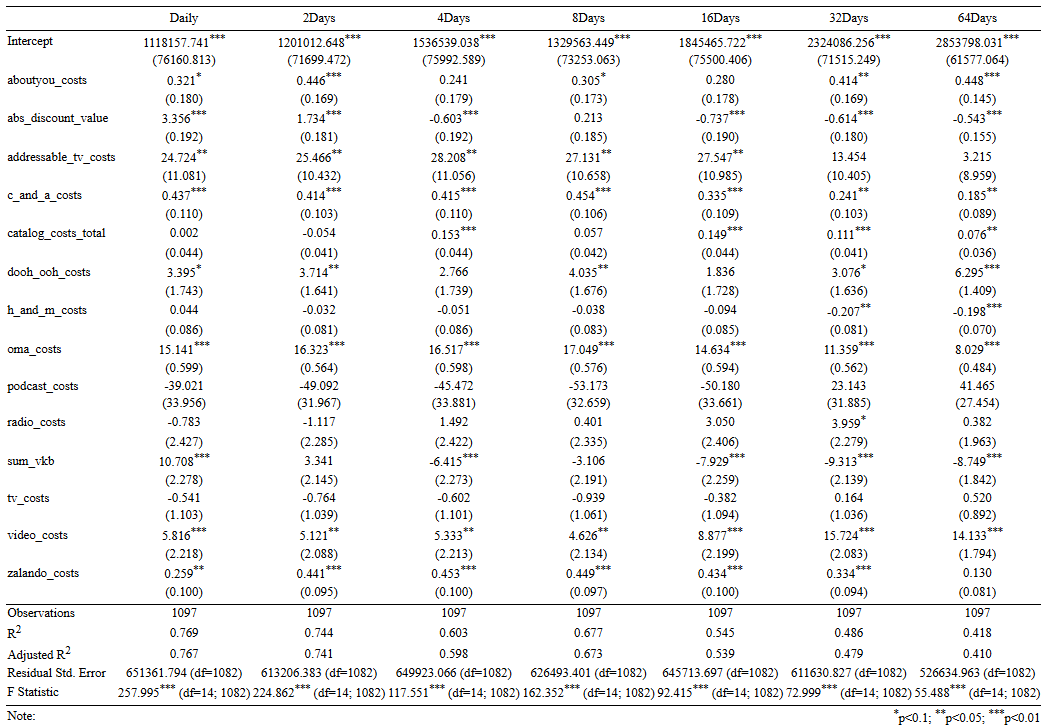 Daily 2Days 4Days 8Days 16Days 32Days 64Days
Intercept 1118157.741*** 1201012.648*** 1536539.038*** 1329563.449*** 1845465.722*** 2324086.256*** 2853798.031***
(76160.813) (71699.472) (75992.589) (73253.063) (75500.406) (71515.249) (61577.064)
aboutyou_costs 0.321* 0.446*** 0.241 0.305* 0.280 0.414** 0.448***
(0.180) (0.169) (0.179) (0.173) (0.178) (0.169) (0.145)
abs_discount_value 3.356*** 1.734*** -0.603*** 0.213 -0.737*** -0.614*** -0.543***
(0.192) (0.181) (0.192) (0.185) (0.190) (0.180) (0.155)
addressable_tv_costs 24.724** 25.466** 28.208** 27.131** 27.547** 13.454 3.215
(11.081) (10.432) (11.056) (10.658) (10.985) (10.405) (8.959)
c_and_a_costs 0.437*** 0.414*** 0.415*** 0.454*** 0.335*** 0.241** 0.185**
(0.110) (0.103) (0.110) (0.106) (0.109) (0.103) (0.089)
catalog_costs_total 0.002 -0.054 0.153*** 0.057 0.149*** 0.111*** 0.076**
(0.044) (0.041) (0.044) (0.042) (0.044) (0.041) (0.036)
dooh_ooh_costs 3.395* 3.714** 2.766 4.035** 1.836 3.076* 6.295***
(1.743) (1.641) (1.739) (1.676) (1.728) (1.636) (1.409)
h_and_m_costs 0.044 -0.032 -0.051 -0.038 -0.094 -0.207** -0.198***
(0.086) (0.081) (0.086) (0.083) (0.085) (0.081) (0.070)
oma_costs 15.141*** 16.323*** 16.517*** 17.049*** 14.634*** 11.359*** 8.029***
(0.599) (0.564) (0.598) (0.576) (0.594) (0.562) (0.484)
podcast_costs -39.021 -49.092 -45.472 -53.173 -50.180 23.143 41.465
(33.956) (31.967) (33.881) (32.659) (33.661) (31.885) (27.454)
radio_costs -0.783 -1.117 1.492 0.401 3.050 3.959* 0.382
(2.427) (2.285) (2.422) (2.335) (2.406) (2.279) (1.963)
sum_vkb 10.708*** 3.341 -6.415*** -3.106 -7.929*** -9.313*** -8.749***
(2.278) (2.145) (2.273) (2.191) (2.259) (2.139) (1.842)
tv_costs -0.541 -0.764 -0.602 -0.939 -0.382 0.164 0.520
(1.103) (1.039) (1.101) (1.061) (1.094) (1.036) (0.892)
video_costs 5.816*** 5.121** 5.333** 4.626** 8.877*** 15.724*** 14.133***
(2.218) (2.088) (2.213) (2.134) (2.199) (2.083) (1.794)
zalando_costs 0.259** 0.441*** 0.453*** 0.449*** 0.434*** 0.334*** 0.130
(0.100) (0.095) (0.100) (0.097) (0.100) (0.094) (0.081)
Observations 1097 1097 1097 1097 1097 1097 1097
R2 0.769 0.744 0.603 0.677 0.545 0.486 0.418
Adjusted R2 0.767 0.741 0.598 0.673 0.539 0.479 0.410
Residual Std. Error 651361.794 (df=1082) 613206.383 (df=1082) 649923.066 (df=1082) 626493.401 (df=1082) 645713.697 (df=1082) 611630.827 (df=1082) 526634.963 (df=1082)
F Statistic 257.995*** (df=14; 1082) 224.862*** (df=14; 1082) 117.551*** (df=14; 1082) 162.352*** (df=14; 1082) 92.415*** (df=14; 1082) 72.999*** (df=14; 1082) 55.488*** (df=14; 1082)
Note: *p<0.1; **p<0.05; ***p<0.01